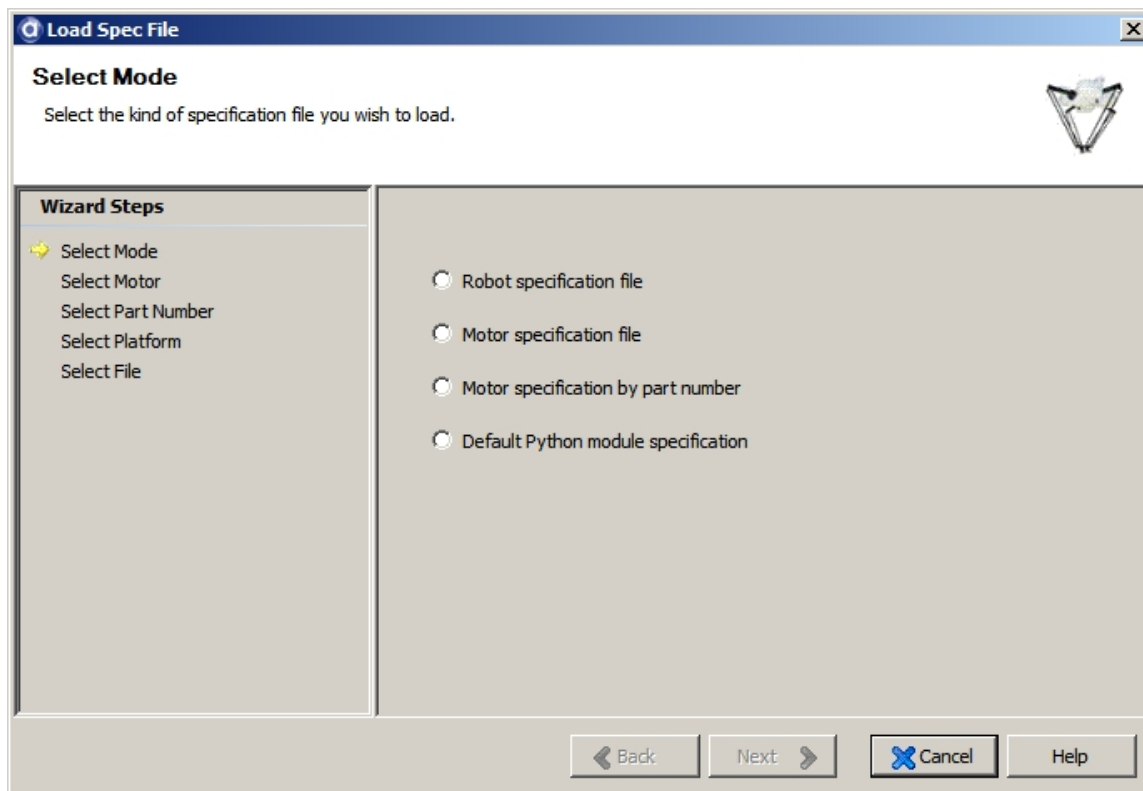 Load Spec File
Select Mode
Select the kind of specification file you wish to load.
Wizard Steps
Select Mode
Select Motor
Select Part Number
Select Platform
Select File
Robot specification file
Motor specification file
Motor specification by part number
Default Python module specification
Back Next Cancel Help